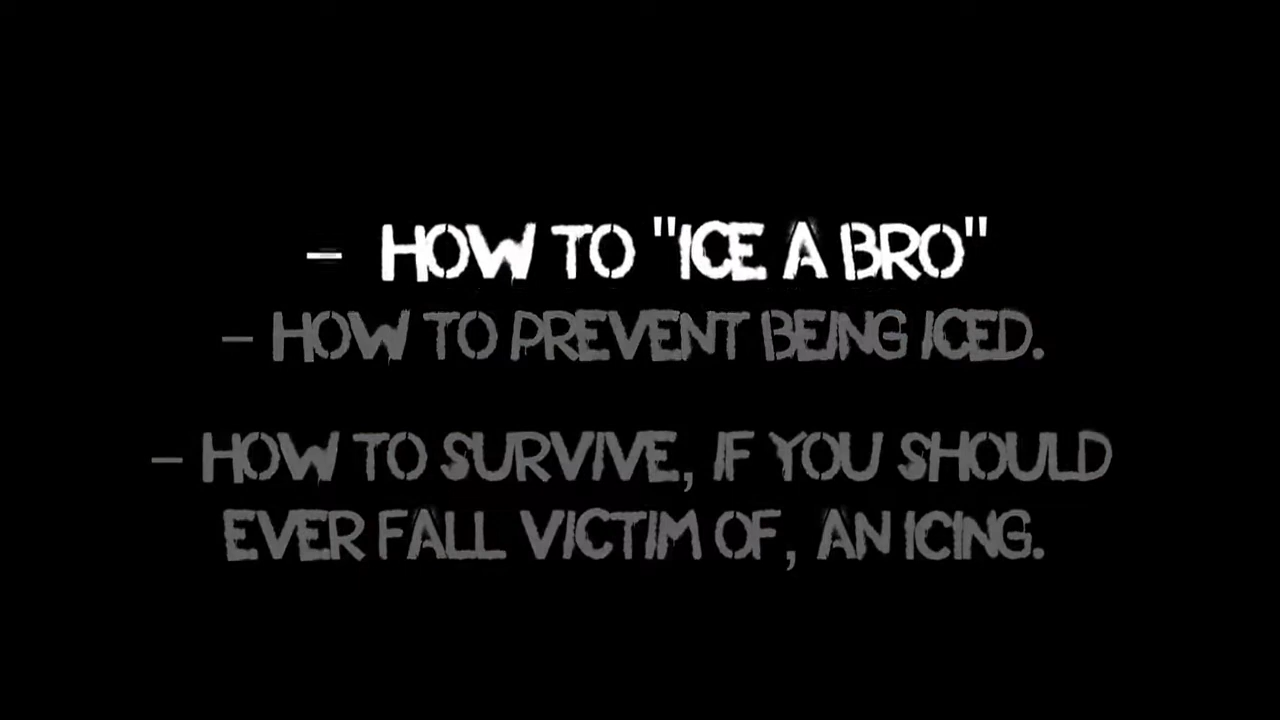 – HOW TO "ICE A BRO"
– HOW TO PREVENT BEING ICED.
– HOW TO SURVIVE, IF YOU SHOULD
EVER FALL VICTIM OF, AN ICING.